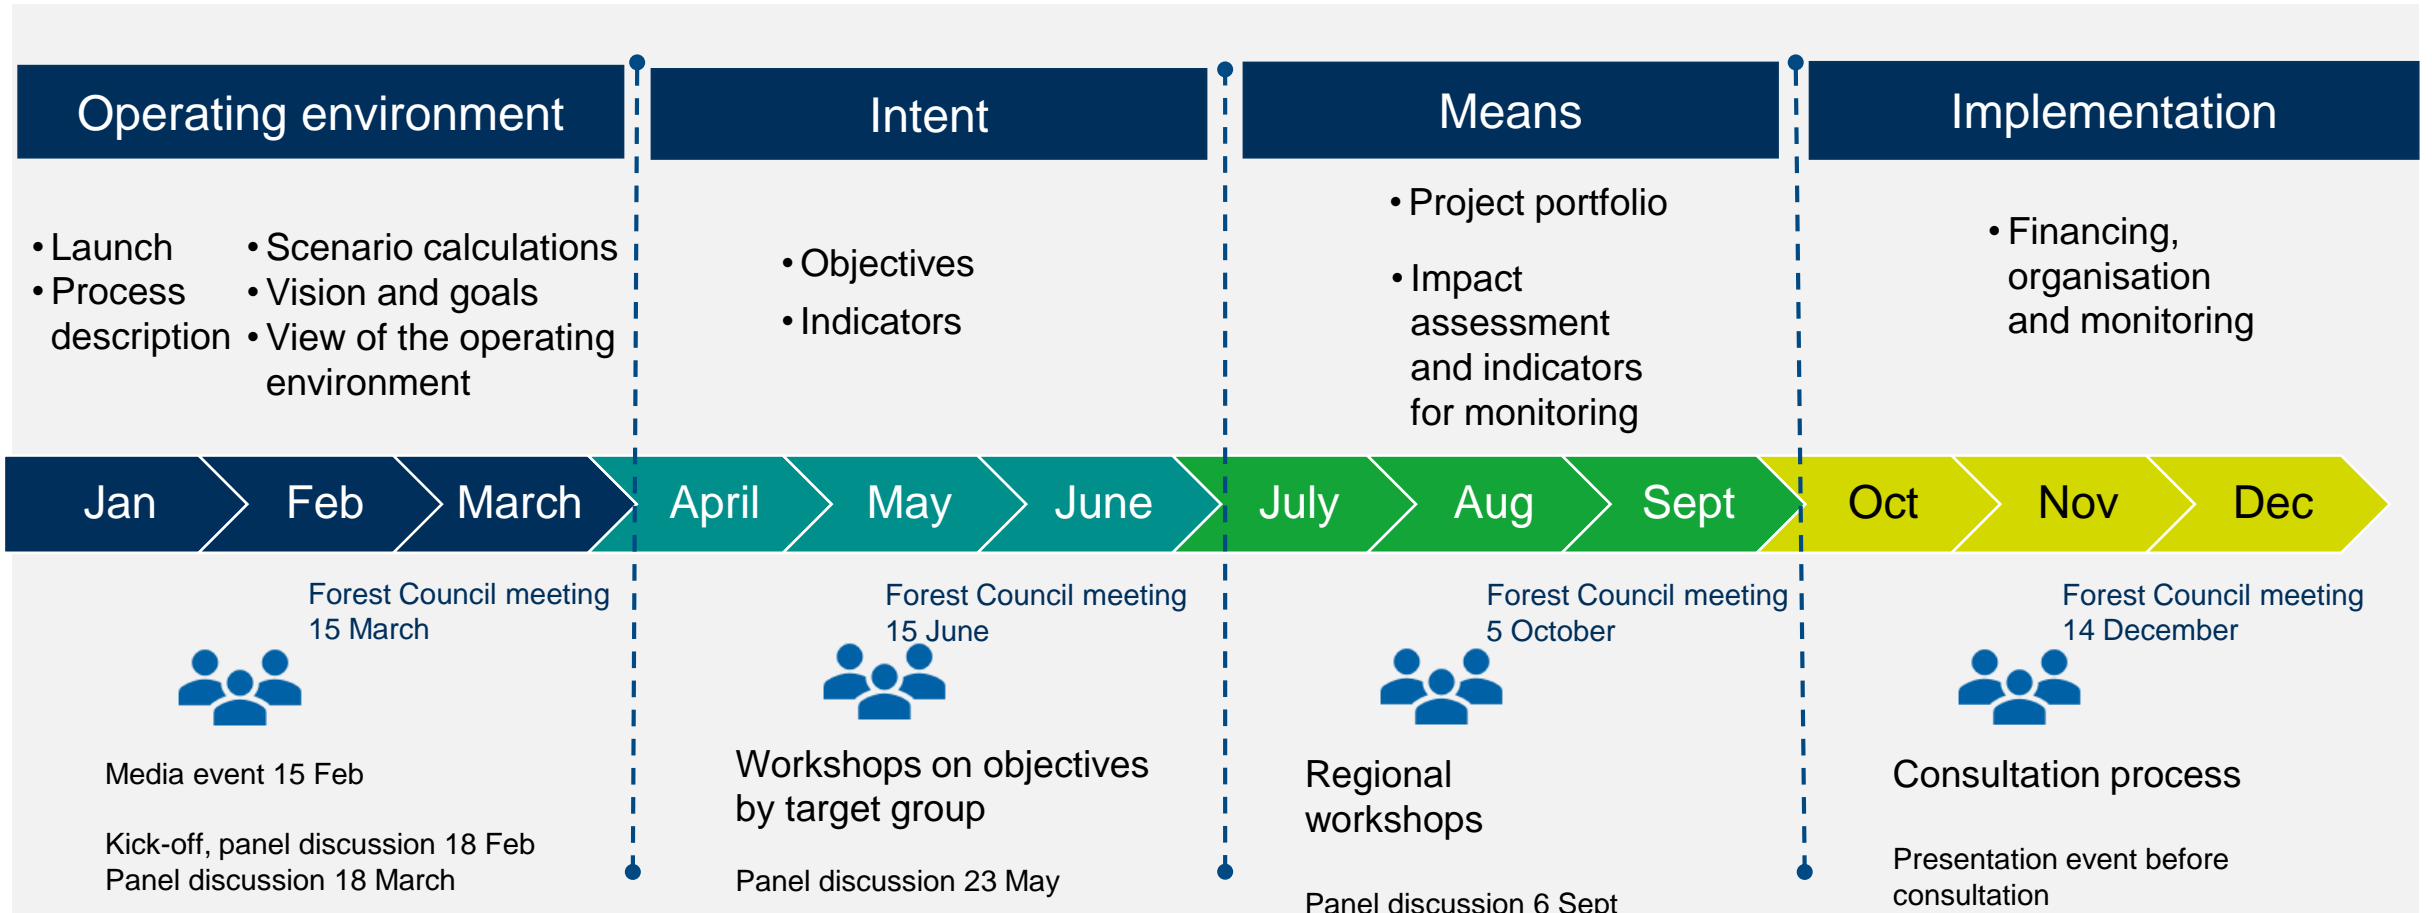 Operating environment
Intent
Means
Implementation
• Launch
• Process
description
• Scenario calculations
• Vision and goals
• View of the operating
environment
• Objectives
• Indicators
• Project portfolio
• Impact
assessment
and indicators
for monitoring
• Financing,
organisation
and monitoring
Jan
Feb
March
April
May
June
July
Aug
Sept
Oct
Nov
Dec
Forest Council meeting
15 March
Forest Council meeting
15 June
Forest Council meeting
5 October
Forest Council meeting
14 December
Media event 15 Feb
Kick-off, panel discussion 18 Feb
Panel discussion 18 March
Workshops on objectives
by target group
Panel discussion 23 May
Regional
workshops
Panel discussion 6 Sept
Consultation process
Presentation event before
consultation